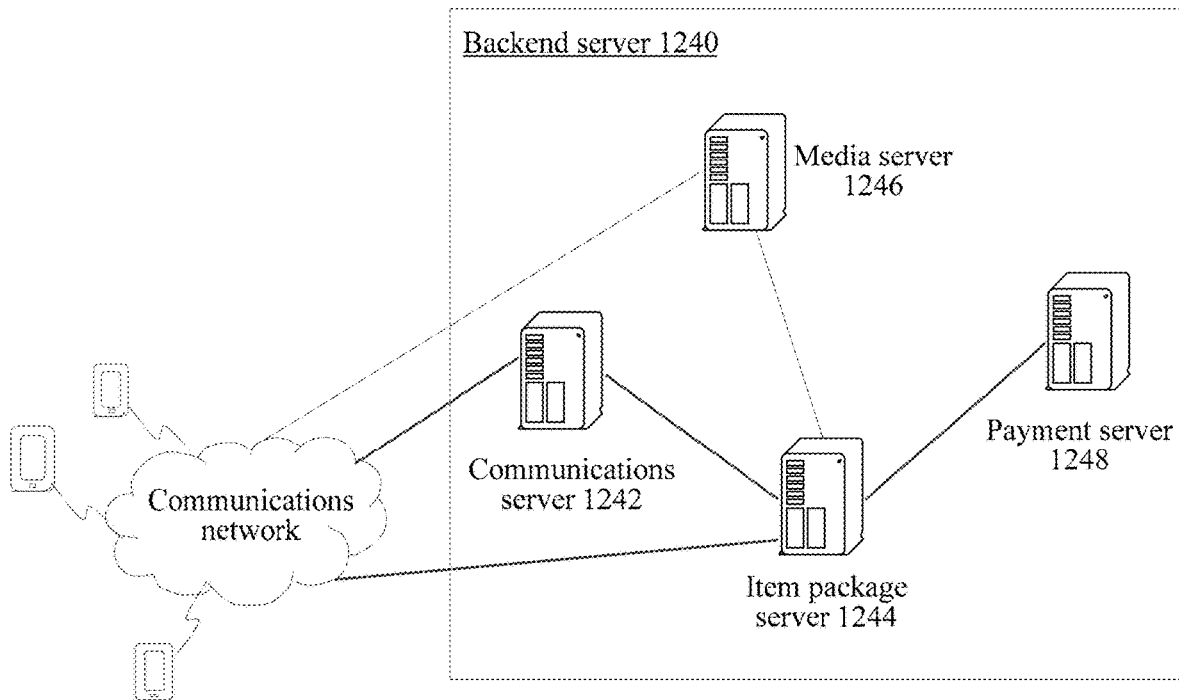 Backend server 1240
Media server
1246
Payment server
1248
Communications
server 1242
Communications
network
Item package
server 1244